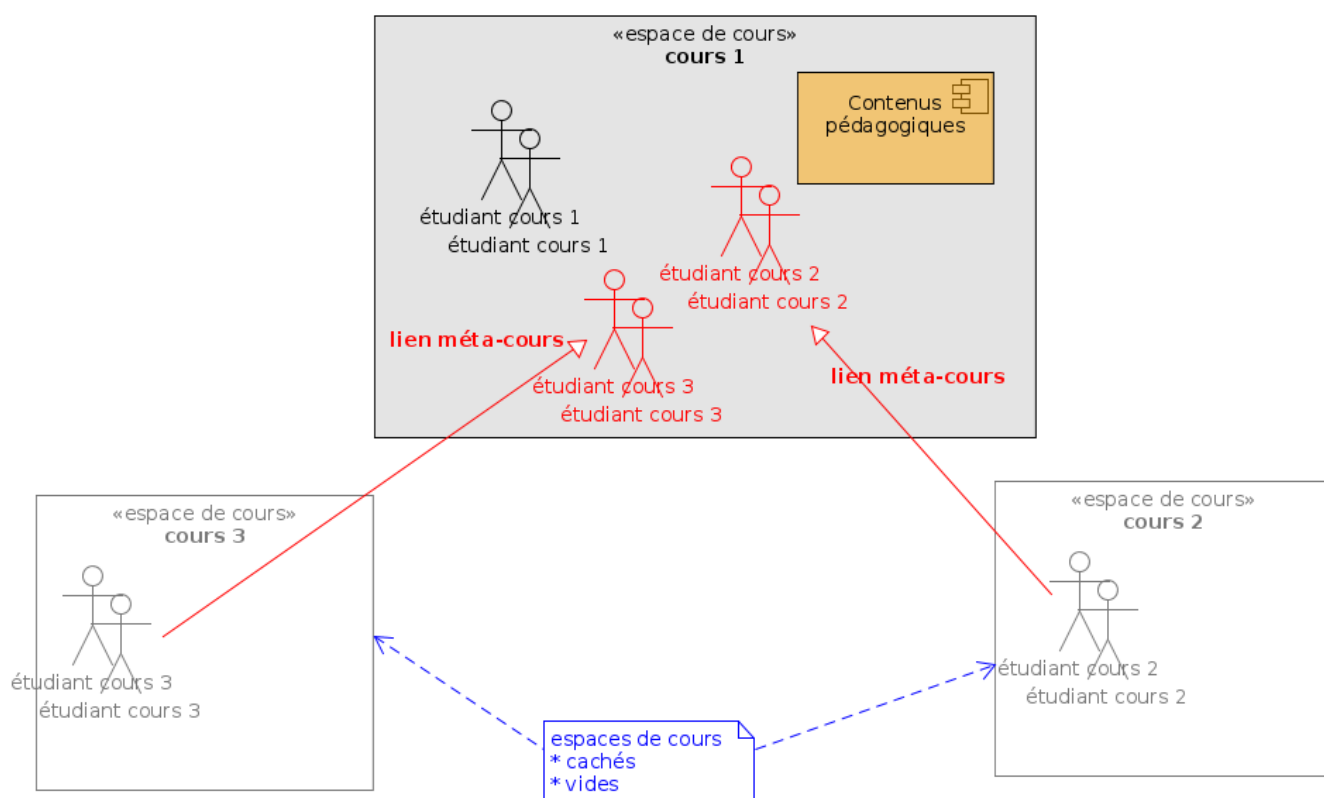 «espace de cours»
cours 1
Contenus
pédagogiques
étudiant cours 1
étudiant cours 1
étudiant cours 2
étudiant cours 2
lien méta-cours
lien méta-cours
étudiant cours 3
étudiant cours 3
«espace de cours»
cours 3
«espace de cours»
cours 2
étudiant cours 3
étudiant cours 3
étudiant cours 2
étudiant cours 2
espaces de cours
* cachés
* vides